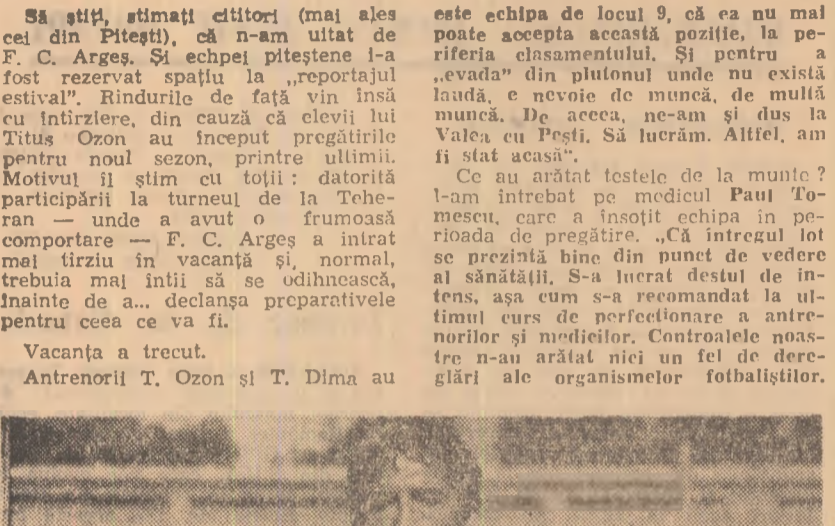 Să știți, stimați cititori (mai ales
cei din Pitești), că n-am uitat de
F. C. Argeș. Și echpei piteștene i-a
fost rezervat spațiu la „reportajul
estival”. Rîndurile de față vin însă
cu întîrziere, din cauză că elevii lui
Titus Ozon au început pregătirile
pentru noul sezon, printre ultimii.
Motivul îl știm cu toții : datorită
participării la turneul de la Tehe-
ran — unde a avut o frumoasă
comportare — F. C. Argeș a intrat
mai tîrziu în vacanță și, normal,
trebuia mai întîi să se odihnească,
înainte de a... declanșa preparativele
pentru ceea ce va fi.
Vacanța a trecut.
Antrenorii T. Ozon și T. Dima au
este echipa de locul 9, că ea nu mai
poate accepta această poziție, la pe-
riferia clasamentului. Și pentru a
„evada” din plutonul unde nu există
laudă, e nevoie de muncă, de multă
muncă. De aceea, ne-am și dus la
Valea cu Pești. Să lucrăm. Altfel, am
fi stat acasă“.
Ce au arătat testele de la munte ?
L-am întrebat pe medicul Paul To-
mescu, care a însoțit echipa în pe-
rioada de pregătire. „Că întregul lot
se prezintă bine din punct de vedere
al sănătății. S-a lucrat destul de in-
tens, așa cum s-a recomandat la ul-
timul curs de perfecționare a antre-
norilor și medicilor. Controalele noas-
tre n-au arătat nici un fel de dere-
glări ale organismelor fotbaliștilor.